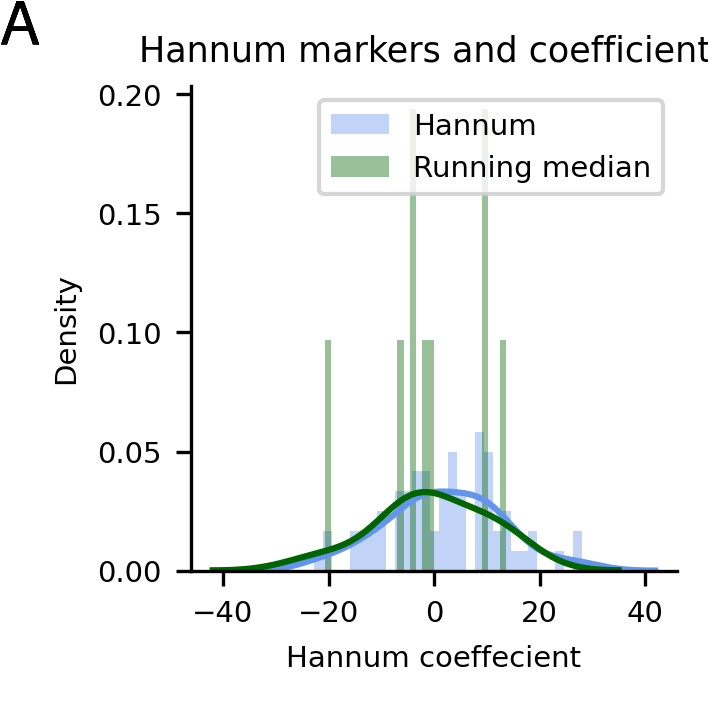 A
Hannum markers and coefficient
0.20
0.15
0.10
0.05
0.00
Density
Hannum
Running median
−40
−20
0
20
40
Hannum coeffecient